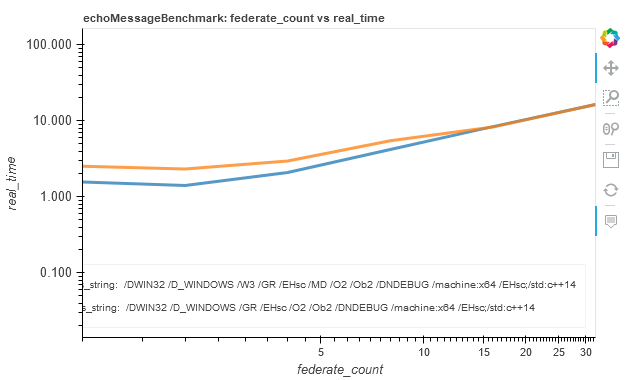 echoMessageBenchmark: federate_count vs real_time
100.000
10.000
1.000
0.100
real_time
s_string: /DWIN32 /D_WINDOWS /W3 /GR /EHsc /MD /O2 /Ob2 /DNDEBUG /machine:x64 /EHsc;/std:c++14
s_string: /DWIN32 /D_WINDOWS /GR /EHsc /O2 /Ob2 /DNDEBUG /machine:x64 /EHsc;/std:c++14
5 10 15 20 25 30
federate_count